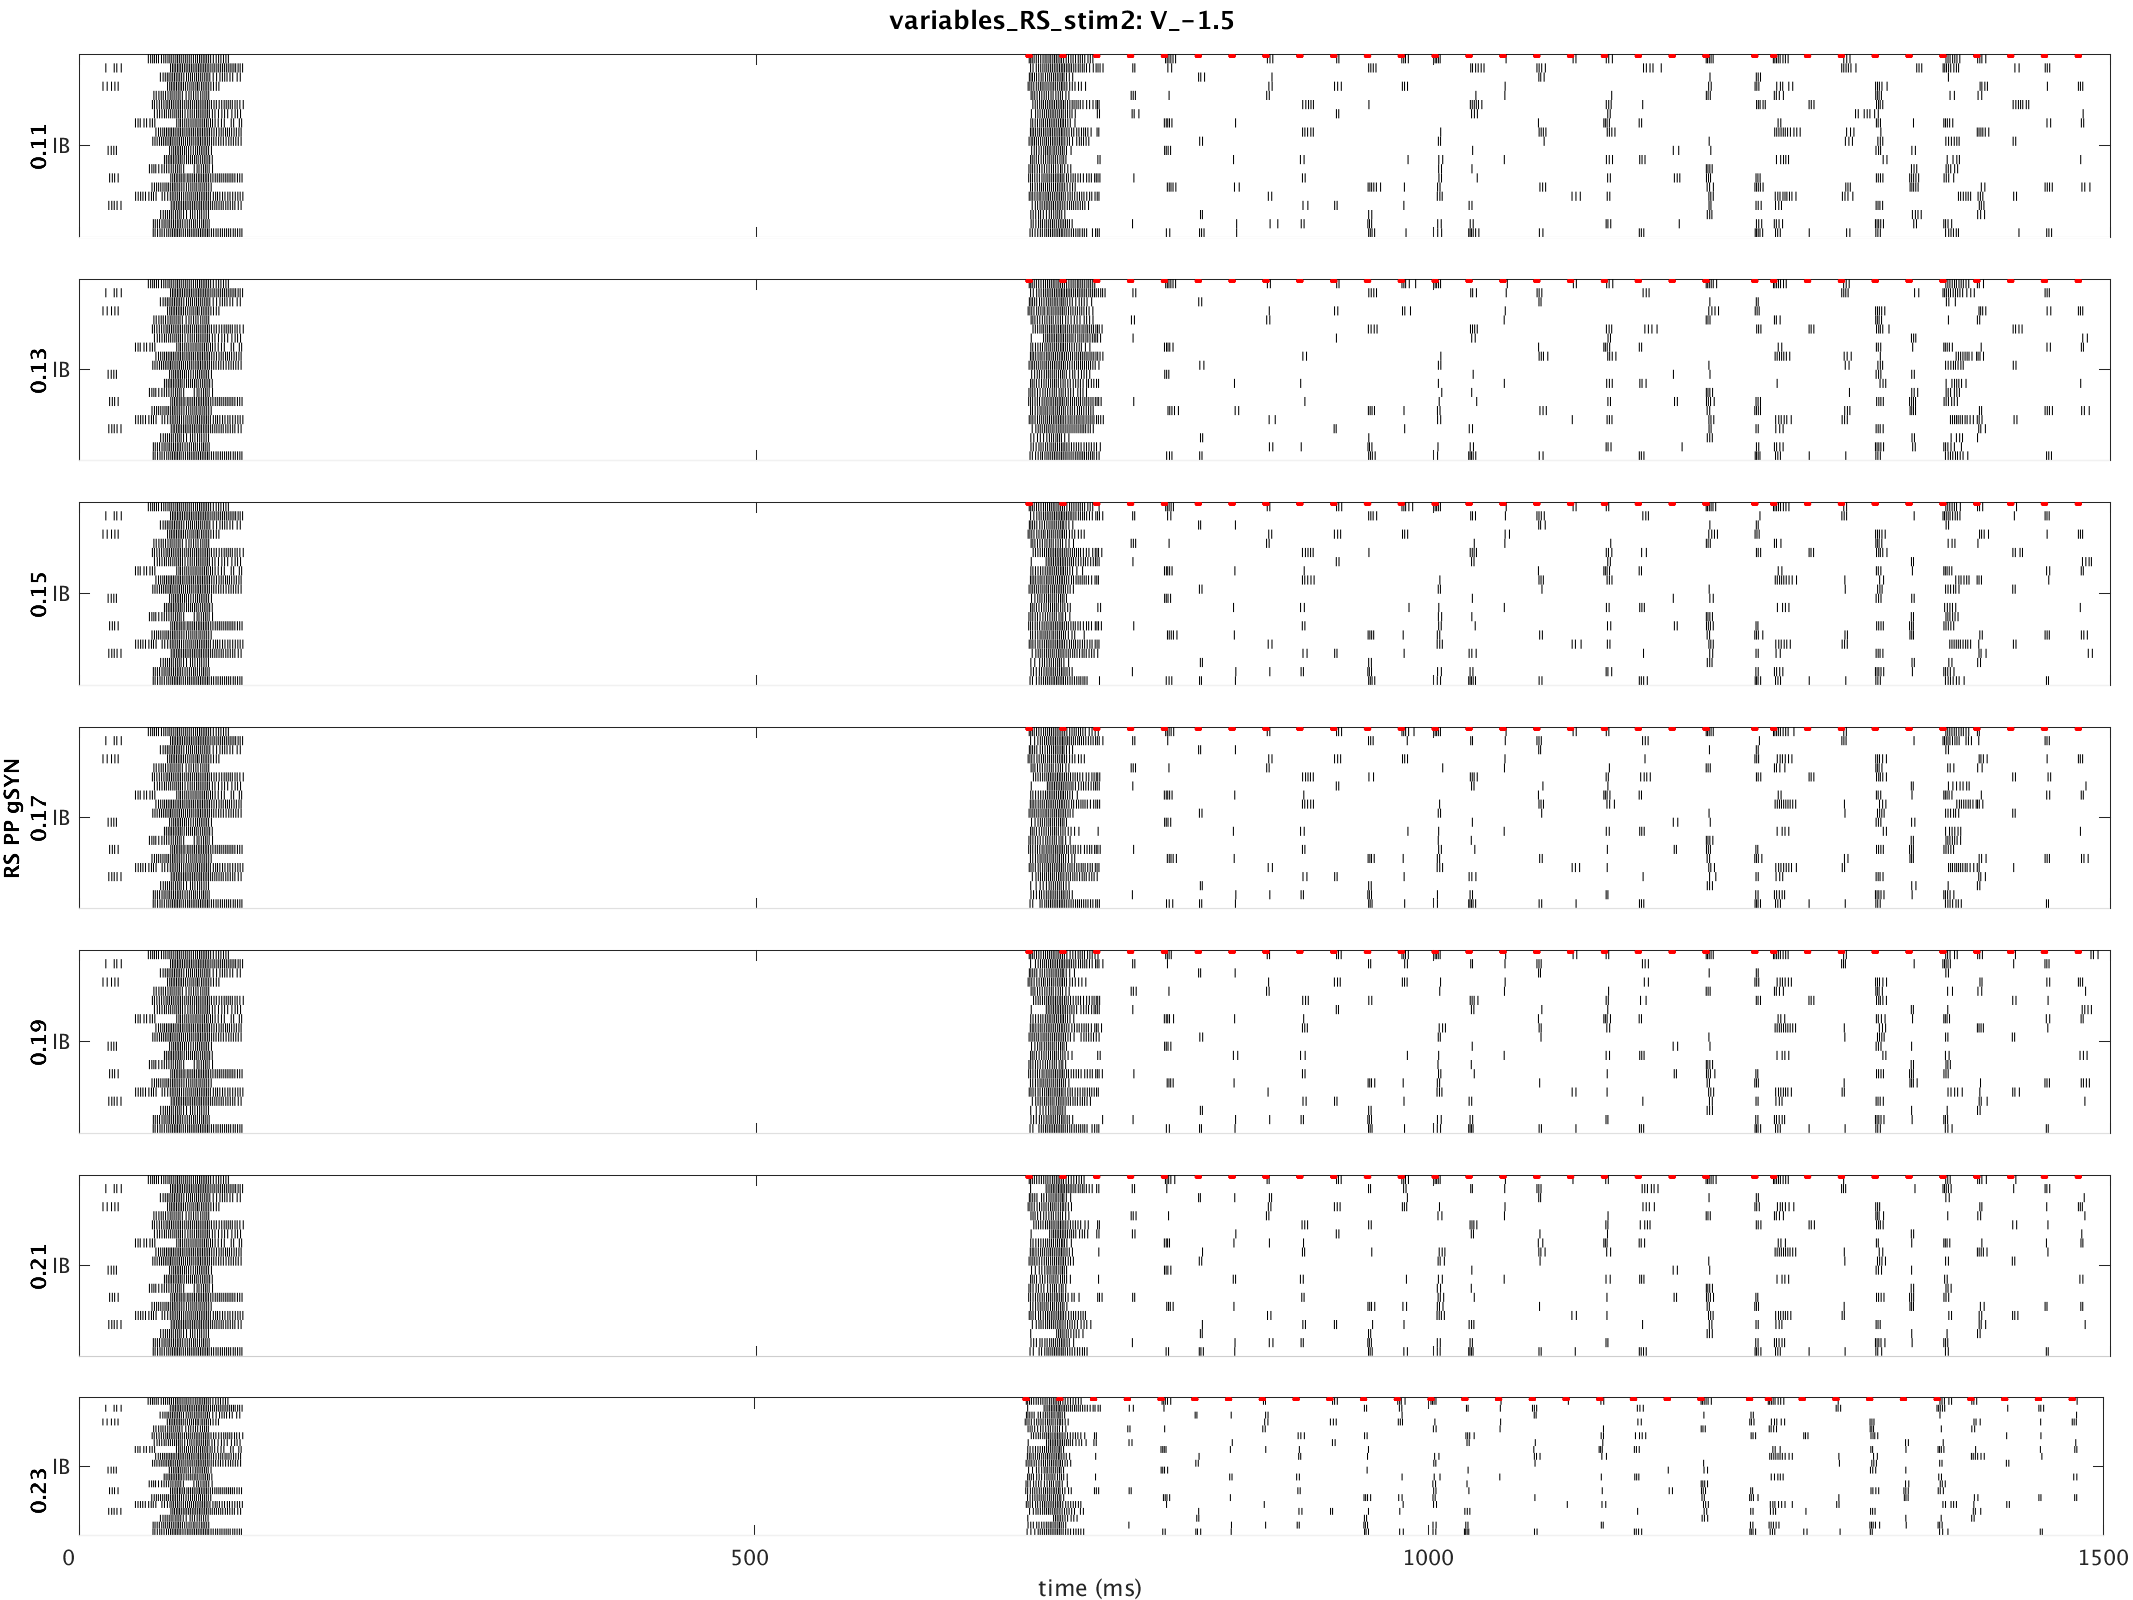 variables_RS_stim2: V_-1.5
RS PP gSYN
0.11 IB
0.13 IB
0.15 IB
0.17 IB
0.19 IB
0.21 IB
0.23 IB
0 500 1000 1500
time (ms)